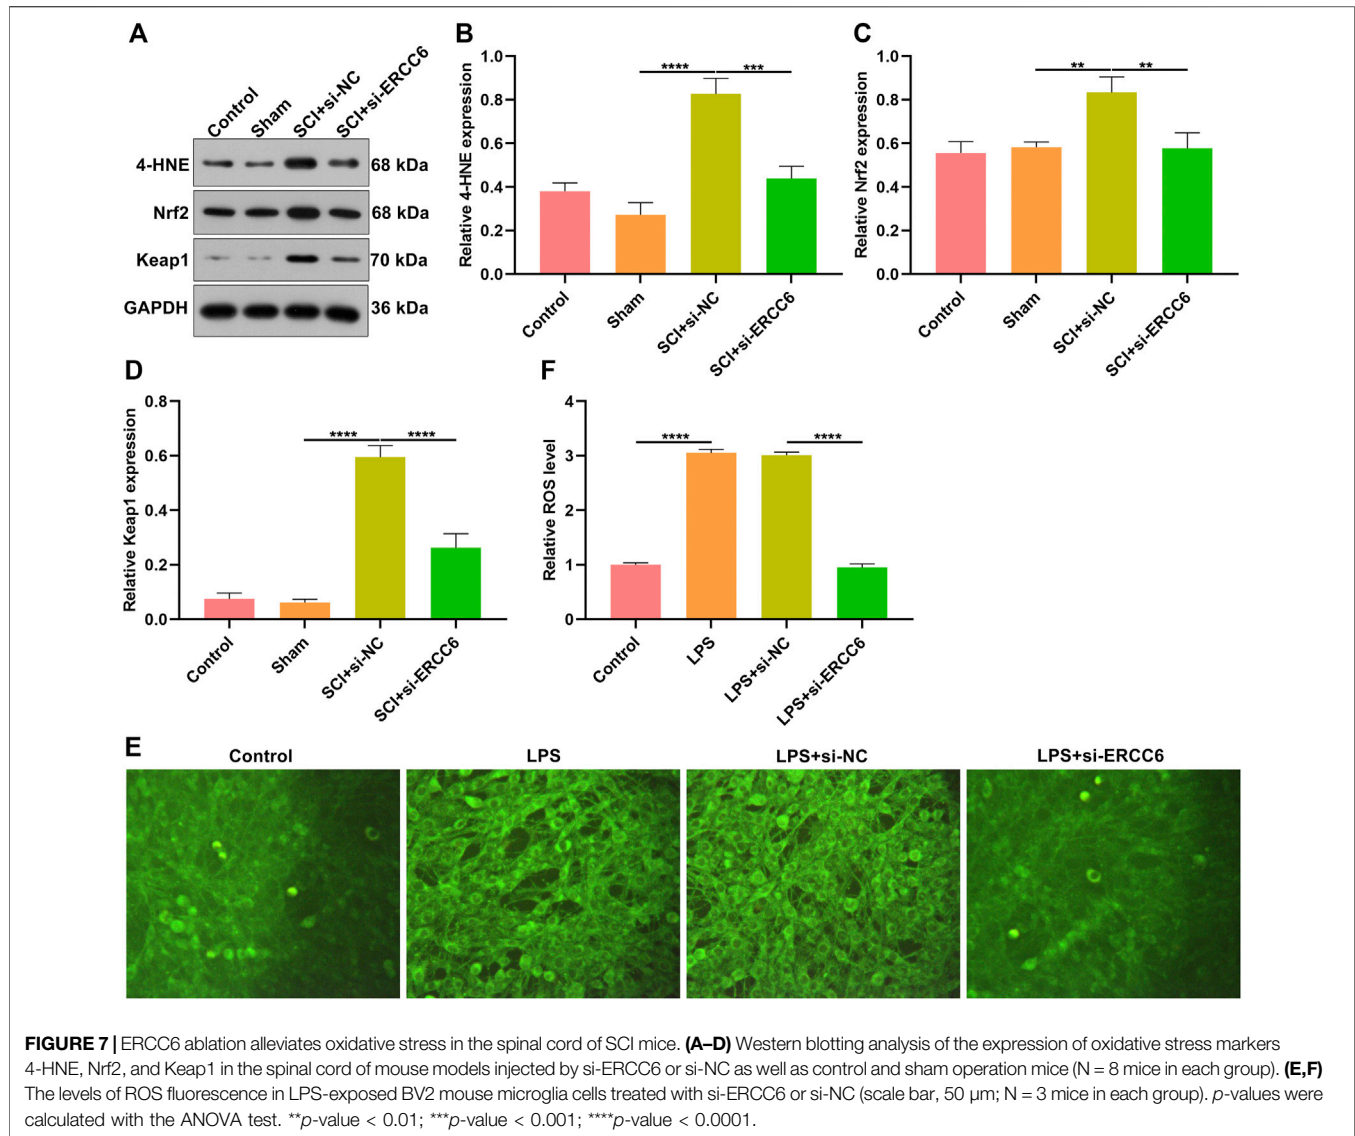 A
Control
Sham
SCI+si-NC
SCI+si-ERCC6
4-HNE
68 kDa
Nrf2
68 kDa
Keap1
70 kDa
GAPDH
36 kDa
B
Relative 4-HNE expression
1.0
0.8
0.6
0.4
0.2
0.0
****
***
Control
Sham
SCI+si-NC
SCI+si-ERCC6
C
Relative Nrf2 expression
1.0
0.8
0.6
0.4
0.2
0.0
**
**
Control
Sham
SCI+si-NC
SCI+si-ERCC6
D
Relative Keap1 expression
0.8
0.6
0.4
0.2
0.0
****
****
Control
Sham
SCI+si-NC
SCI+si-ERCC6
F
Relative ROS level
4
3
2
1
0
****
****
Control
LPS
LPS+si-NC
LPS+si-ERCC6
E
Control
LPS
LPS+si-NC
LPS+si-ERCC6
FIGURE 7 | ERCC6 ablation alleviates oxidative stress in the spinal cord of SCI mice. (A–D) Western blotting analysis of the expression of oxidative stress markers
4-HNE, Nrf2, and Keap1 in the spinal cord of mouse models injected by si-ERCC6 or si-NC as well as control and sham operation mice (N = 8 mice in each group). (E,F)
The levels of ROS fluorescence in LPS-exposed BV2 mouse microglia cells treated with si-ERCC6 or si-NC (scale bar, 50 μm; N = 3 mice in each group). p-values were
calculated with the ANOVA test. **p-value < 0.01; ***p-value < 0.001; ****p-value < 0.0001.